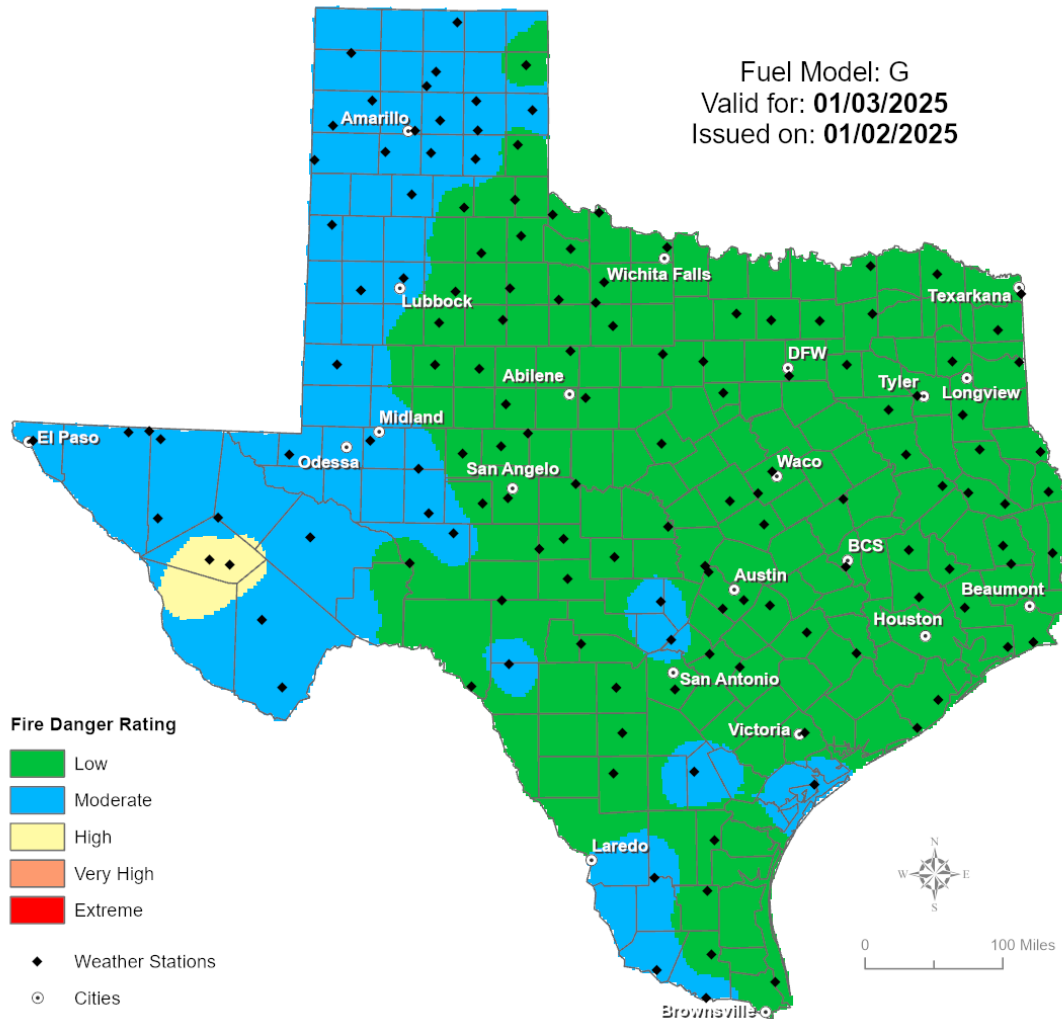 Fuel Model: G
Valid for: 01/03/2025
Issued on: 01/02/2025
Amarillo
Wichita Falls
Lubbock
Texarkana
DFW
Abilene
Tyler
Longview
Midland
El Paso
Odessa
San Angelo
Waco
BCS
Austin
Beaumont
Houston
San Antonio
Victoria
Laredo
Brownsville
Fire Danger Rating
Low
Moderate
High
Very High
Extreme
Weather Stations
Cities
N
W
E
S
0 100 Miles